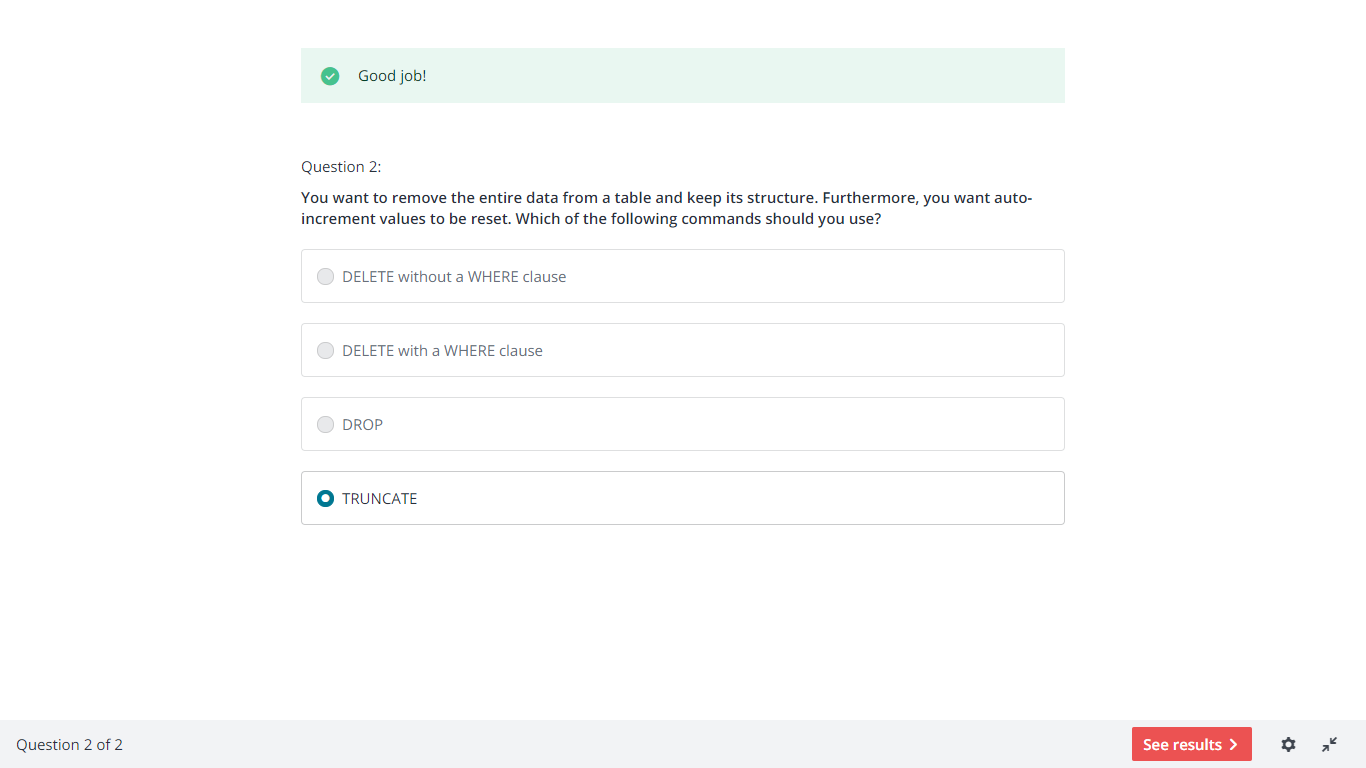 Good job!
Question 2:
You want to remove the entire data from a table and keep its structure. Furthermore, you want auto-
increment values to be reset. Which of the following commands should you use?
DELETE without a WHERE clause
DELETE with a WHERE clause
DROP
TRUNCATE
Question 2 of 2
See results